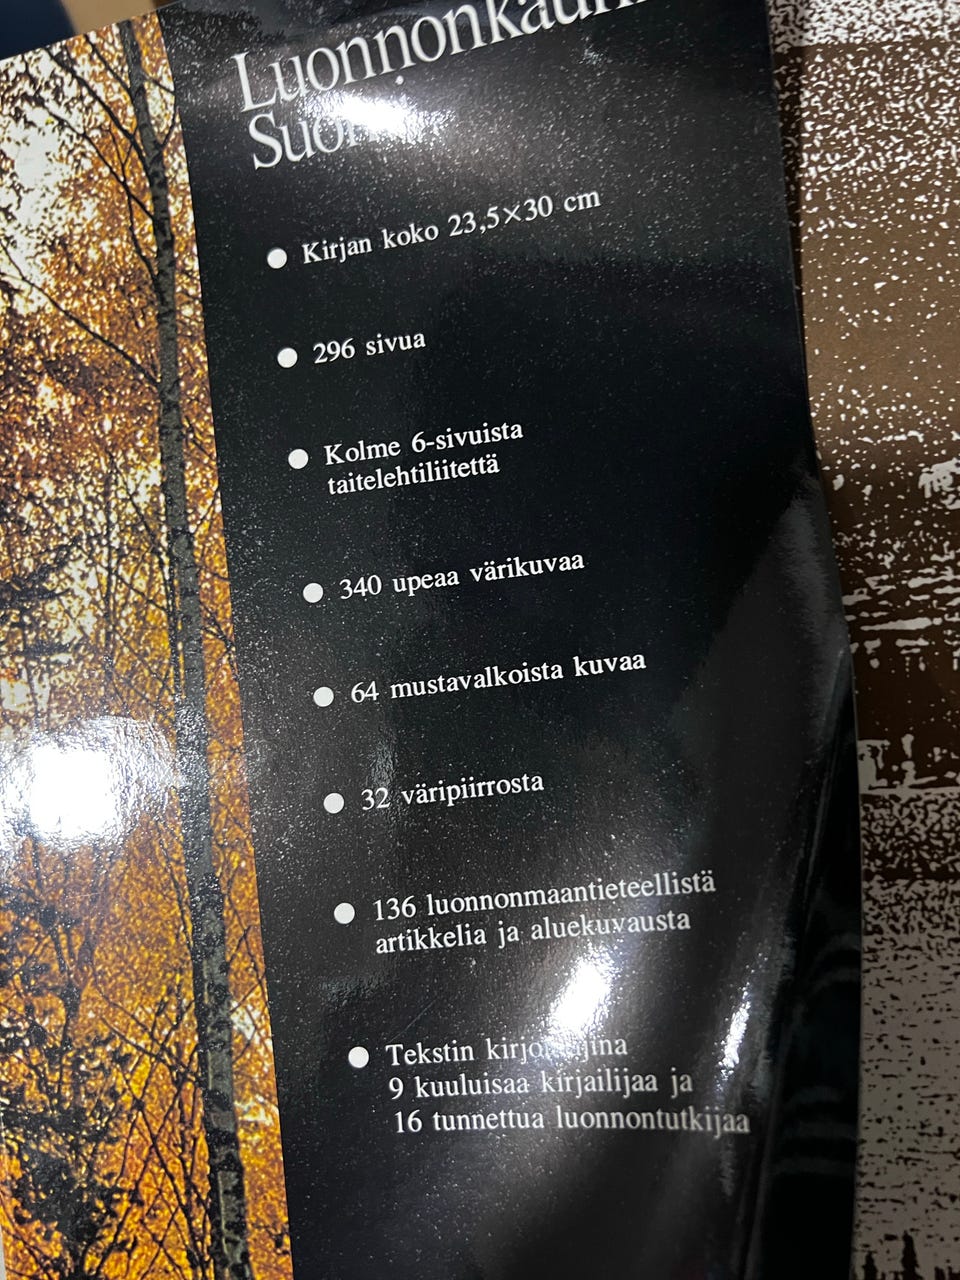 ● Kirjan koko 23,5×30 cm
● 296 sivua
● Kolme 6-sivuista
taitelehtiliitettä
● 340 upeaa värikuvaa
● 64 mustavalkoista kuvaa
● 32 väripiirrosta
● 136 luonnonmaantieteellistä
artikkelia ja aluekuvausta
● Tekstin
9 kuuluisaa kirjailijaa ja
16 tunnettua luonnontutkijaa